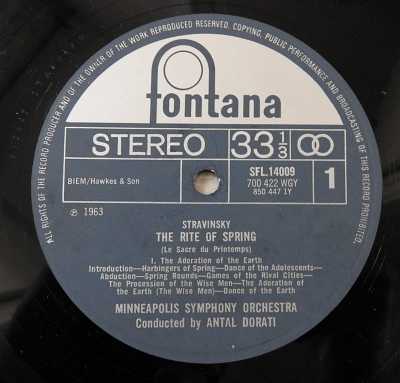 ALL RIGHTS OF THE RECORD PRODUCER AND OF THE OWNER OF THE WORK REPRODUCED RESERVED. COPYING, PUBLIC PERFORMANCE AND BROADCASTING OF THIS RECORD PROHIBITED.
fontana
STEREO 33 1/3
SFL.14009
BIEM/Hawkes & Son
700 422 WGY
850 447 1Y
1
℗ 1963
STRAVINSKY
THE RITE OF SPRING
(Le Sacre du Printemps)
I. The Adoration of the Earth
Introduction—Harbingers of Spring—Dance of the Adolescents—
Abduction—Spring Rounds—Games of the Rival Cities—
The Procession of the Wise Men—The Adoration of
the Earth (The Wise Men)—Dance of the Earth
MINNEAPOLIS SYMPHONY ORCHESTRA
Conducted by ANTAL DORATI